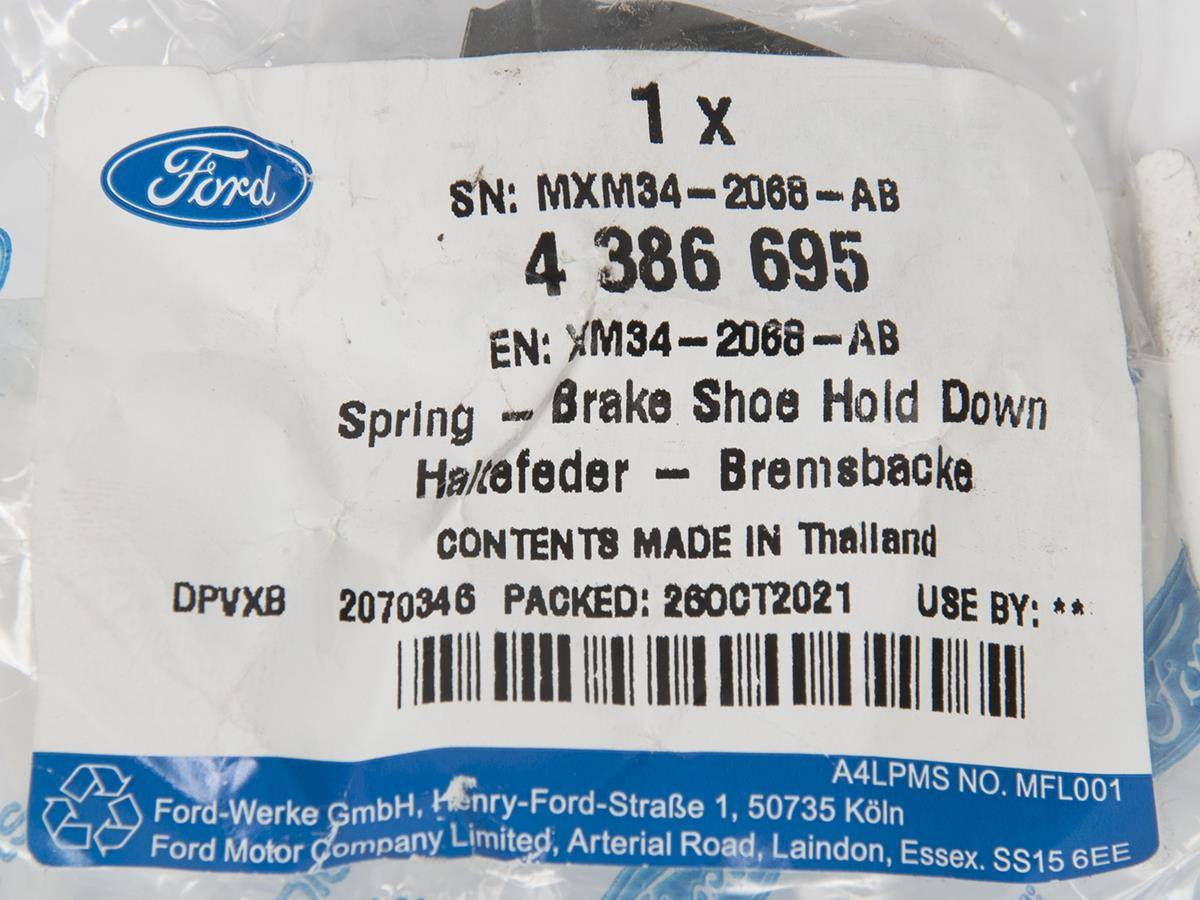 Ford
1 x
SN: MXM34-2068-AB
4 386 695
EN: XM34-2068-AB
Spring - Brake Shoe Hold Down
Haltefeder - Bremsbacke
CONTENTS MADE IN Thailand
DPVXB 2070346 PACKED: 26OCT2021 USE BY: **
A4LPMS NO. MFL001
Ford-Werke GmbH, Henry-Ford-Straße 1, 50735 Köln
Ford Motor Company Limited, Arterial Road, Laindon, Essex. SS15 6EE